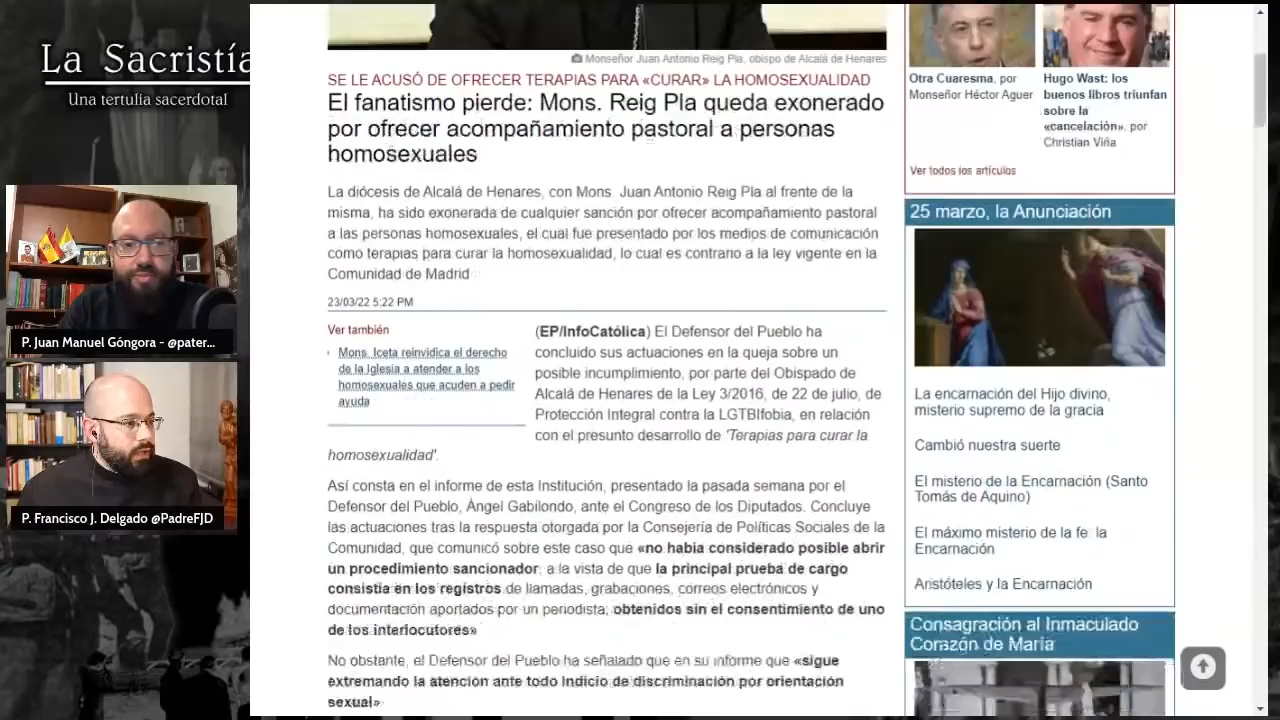 La Sacristía
Una tertulia sacerdotal
P. Juan Manuel Góngora - @pater...
P. Francisco J. Delgado @PadreFJD
Monseñor Juan Antonio Reig Pla, obispo de Alcalá de Henares
SE LE ACUSÓ DE OFRECER TERAPIAS PARA «CURAR» LA HOMOSEXUALIDAD
El fanatismo pierde: Mons. Reig Pla queda exonerado
por ofrecer acompañamiento pastoral a personas
homosexuales
La diócesis de Alcalá de Henares, con Mons. Juan Antonio Reig Pla al frente de la
misma, ha sido exonerada de cualquier sanción por ofrecer acompañamiento pastoral
a las personas homosexuales, el cual fue presentado por los medios de comunicación
como terapias para curar la homosexualidad, lo cual es contrario a la ley vigente en la
Comunidad de Madrid
23/03/22 5:22 PM
Ver también
Mons. Iceta reinvidica el derecho
de la Iglesia a atender a los
homosexuales que acuden a pedir
ayuda
(EP/InfoCatólica) El Defensor del Pueblo ha
concluido sus actuaciones en la queja sobre un
posible incumplimiento, por parte del Obispado de
Alcalá de Henares de la Ley 3/2016, de 22 de julio, de
Protección Integral contra la LGTBIfobia, en relación
con el presunto desarrollo de 'Terapias para curar la
homosexualidad'.
Así consta en el informe de esta Institución, presentado la pasada semana por el
Defensor del Pueblo, Ángel Gabilondo, ante el Congreso de los Diputados. Concluye
las actuaciones tras la respuesta otorgada por la Consejería de Políticas Sociales de la
Comunidad, que comunicó sobre este caso que «no había considerado posible abrir
un procedimiento sancionador, a la vista de que la principal prueba de cargo
consistía en los registros de llamadas, grabaciones, correos electrónicos y
documentación aportados por un periodista, obtenidos sin el consentimiento de uno
de los interlocutores»
No obstante, el Defensor del Pueblo ha señalado que en su informe que «sigue
extremando la atención ante todo indicio de discriminación por orientación
sexual»
Otra Cuaresma, por
Monseñor Héctor Aguer
Hugo Wast: los
buenos libros triunfan
sobre la
«cancelación», por
Christian Viña
Ver todos los artículos
25 marzo, la Anunciación
La encarnación del Hijo divino,
misterio supremo de la gracia
Cambió nuestra suerte
El misterio de la Encarnación (Santo
Tomás de Aquino)
El máximo misterio de la fe la
Encarnación
Aristóteles y la Encarnación
Consagración al Inmaculado
Corazón de María